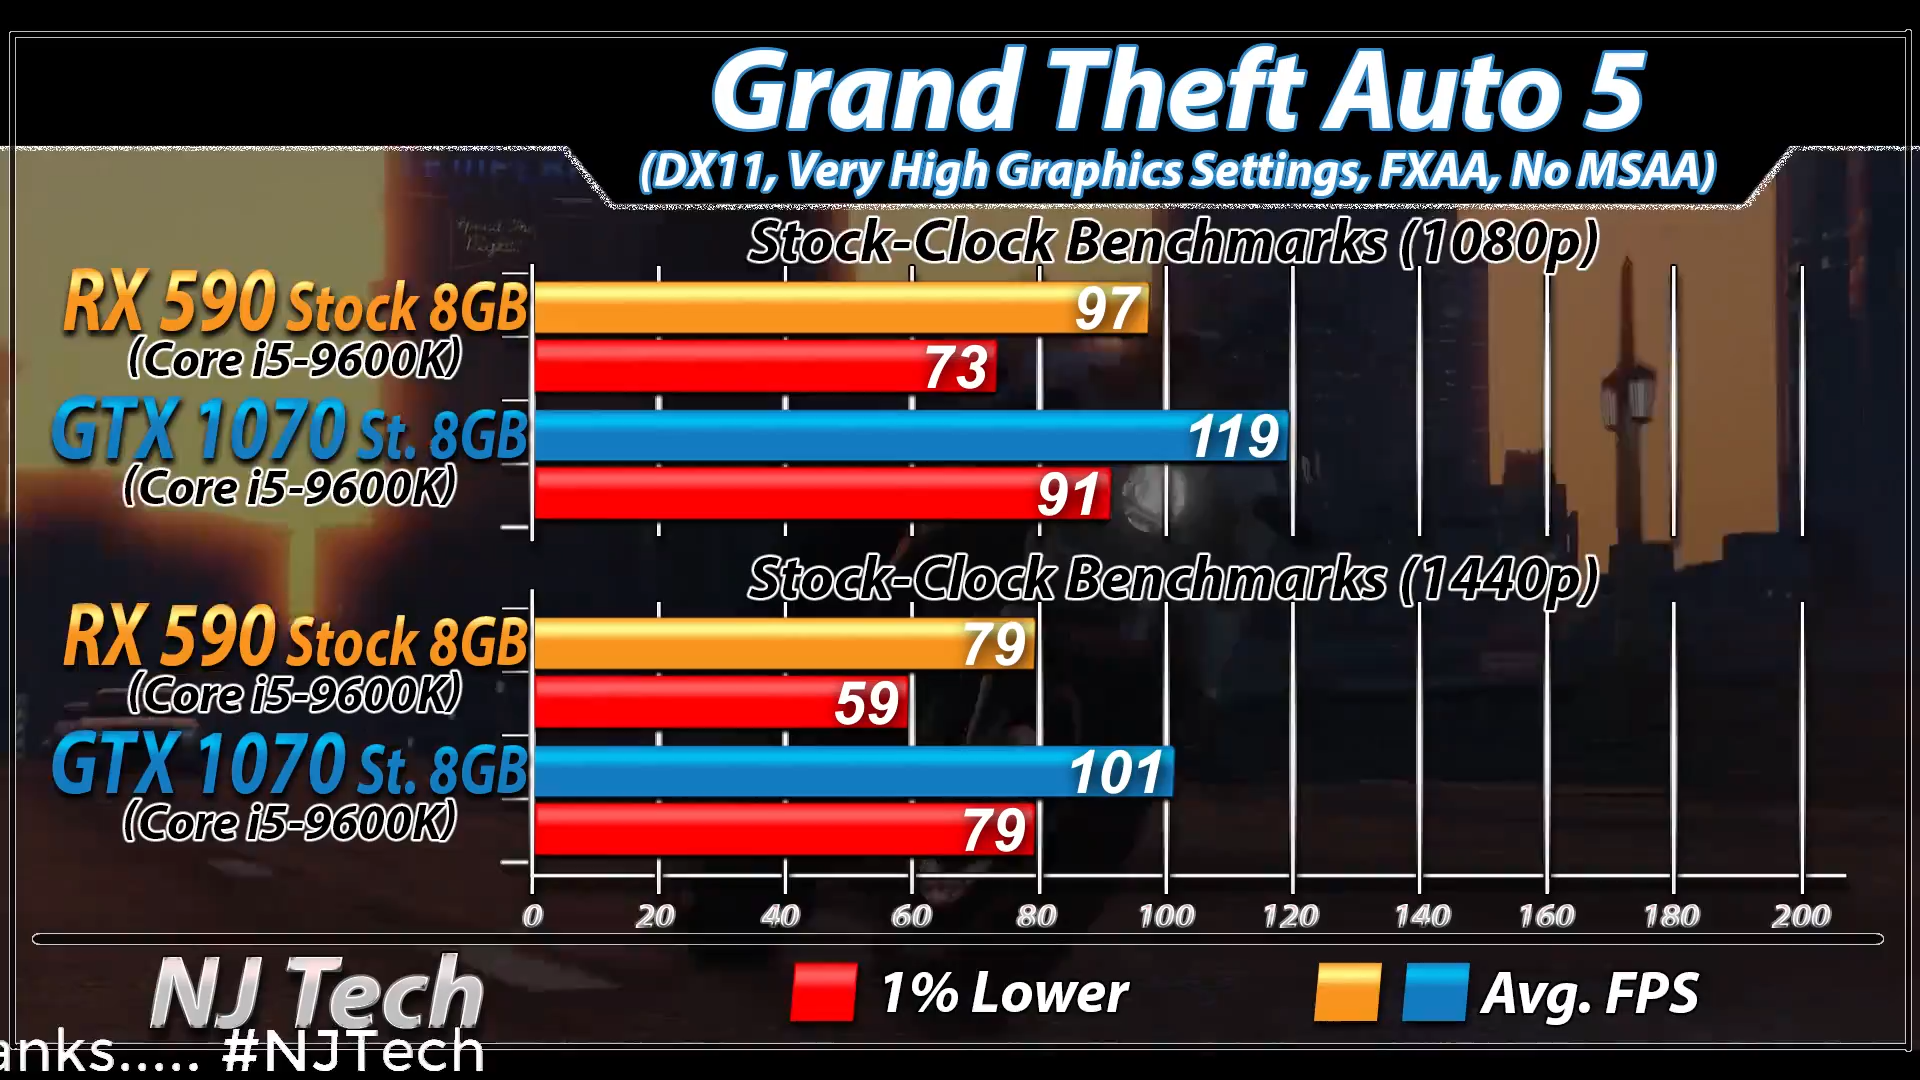 Grand Theft Auto 5
(DX11, Very High Graphics Settings, FXAA, No MSAA)
Stock-Clock Benchmarks (1080p)
RX 590 Stock 8GB
97
(Core i5-9600K)
73
GTX 1070 St. 8GB
119
(Core i5-9600K)
91
Stock-Clock Benchmarks (1440p)
RX 590 Stock 8GB
79
(Core i5-9600K)
59
GTX 1070 St. 8GB
101
(Core i5-9600K)
79
0 20 40 60 80 100 120 140 160 180 200
NJ Tech
1% Lower
Avg. FPS
anks..... #NJTech